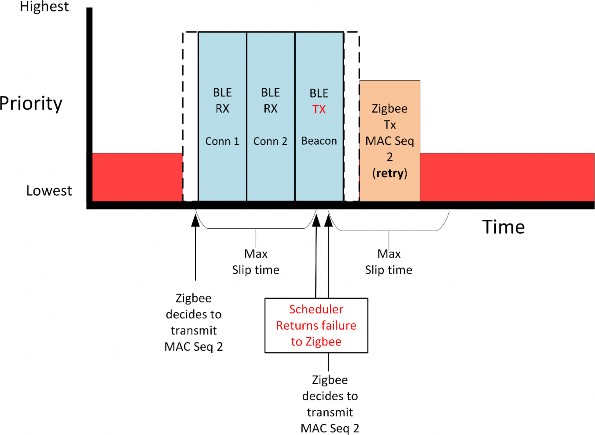 Highest
Priority
Lowest
BLE
RX
Conn 1
BLE
RX
Conn 2
BLE
TX
Beacon
Zigbee
Tx
MAC Seq
2
(retry)
Time
Max
Slip time
Max
Slip time
Zigbee
decides to
transmit
MAC Seq 2
Scheduler
Returns failure
to Zigbee
Zigbee
decides to
transmit
MAC Seq 2